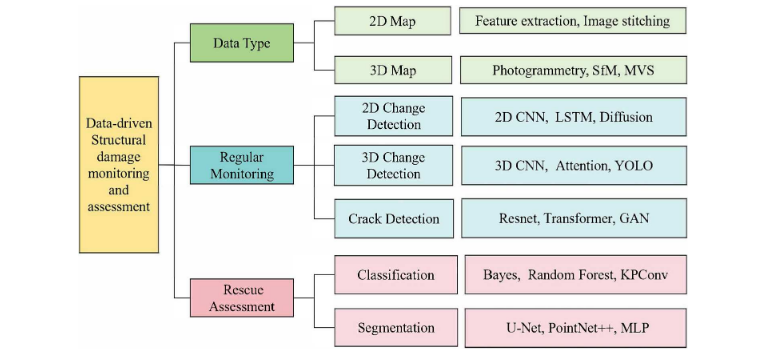 Data-driven
Structural
damage
monitoring
and
assessment
Data Type
2D Map
Feature extraction, Image stitching
3D Map
Photogrammetry, SfM, MVS
Regular
Monitoring
2D Change
Detection
2D CNN, LSTM, Diffusion
3D Change
Detection
3D CNN, Attention, YOLO
Crack Detection
Resnet, Transformer, GAN
Rescue
Assessment
Classification
Bayes, Random Forest, KPConv
Segmentation
U-Net, PointNet++, MLP